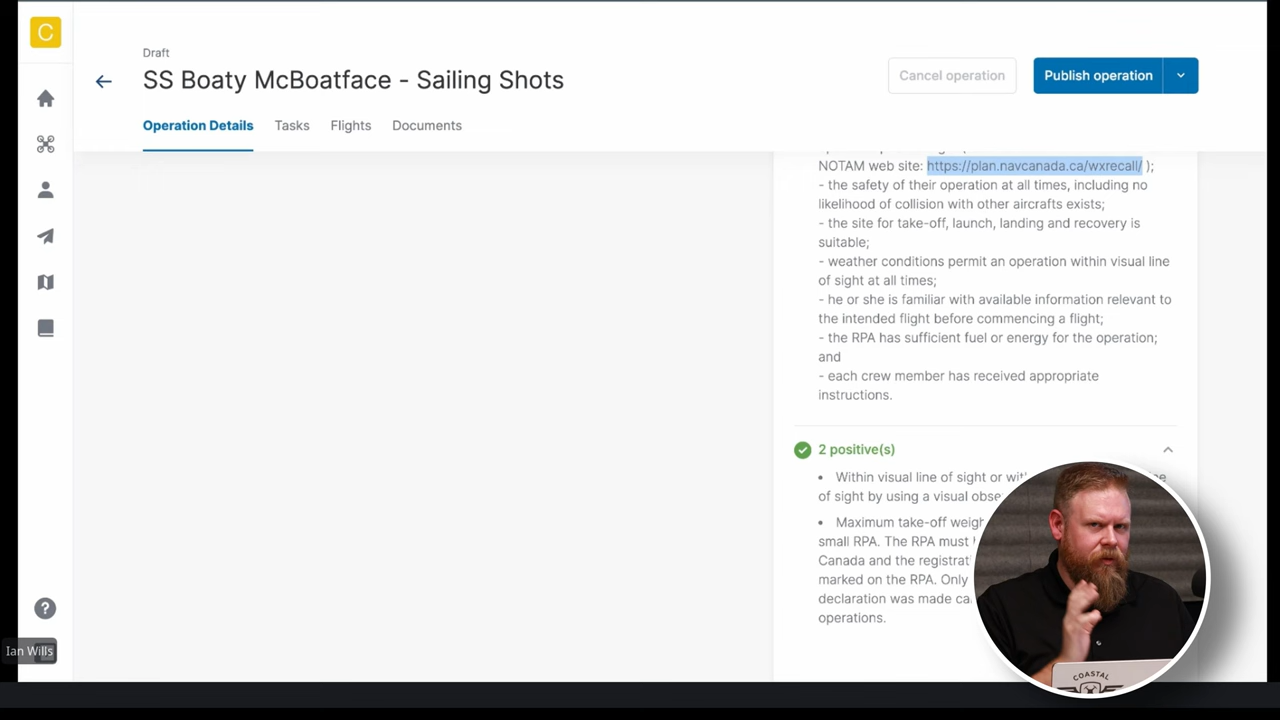 C
Draft
SS Boaty McBoatface - Sailing Shots
Cancel operation
Publish operation
Operation Details
Tasks
Flights
Documents
NOTAM web site: https://plan.navcanada.ca/wxrecall/ );
- the safety of their operation at all times, including no
likelihood of collision with other aircrafts exists;
- the site for take-off, launch, landing and recovery is
suitable;
- weather conditions permit an operation within visual line
of sight at all times;
- he or she is familiar with available information relevant to
the intended flight before commencing a flight;
- the RPA has sufficient fuel or energy for the operation;
and
- each crew member has received appropriate
instructions.
2 positive(s)
• Within visual line of sight or
of sight by using a visual
• Maximum take-off
small RPA. The RPA must
Canada and the
marked on the RPA. Only
declaration was made
operations.
?
Ian Wills
COASTAL